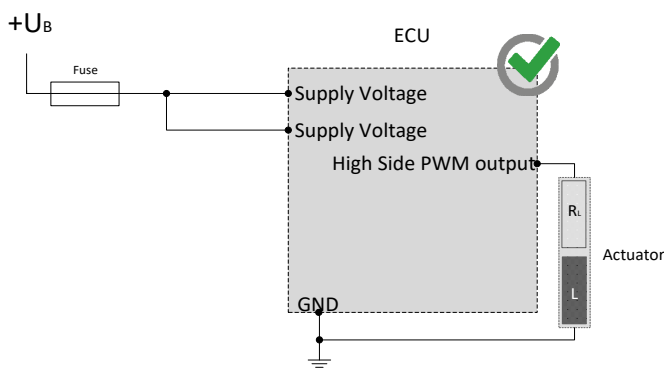 +UB
ECU
Fuse
Supply Voltage
Supply Voltage
High Side PWM output
RL
Actuator
L
GND